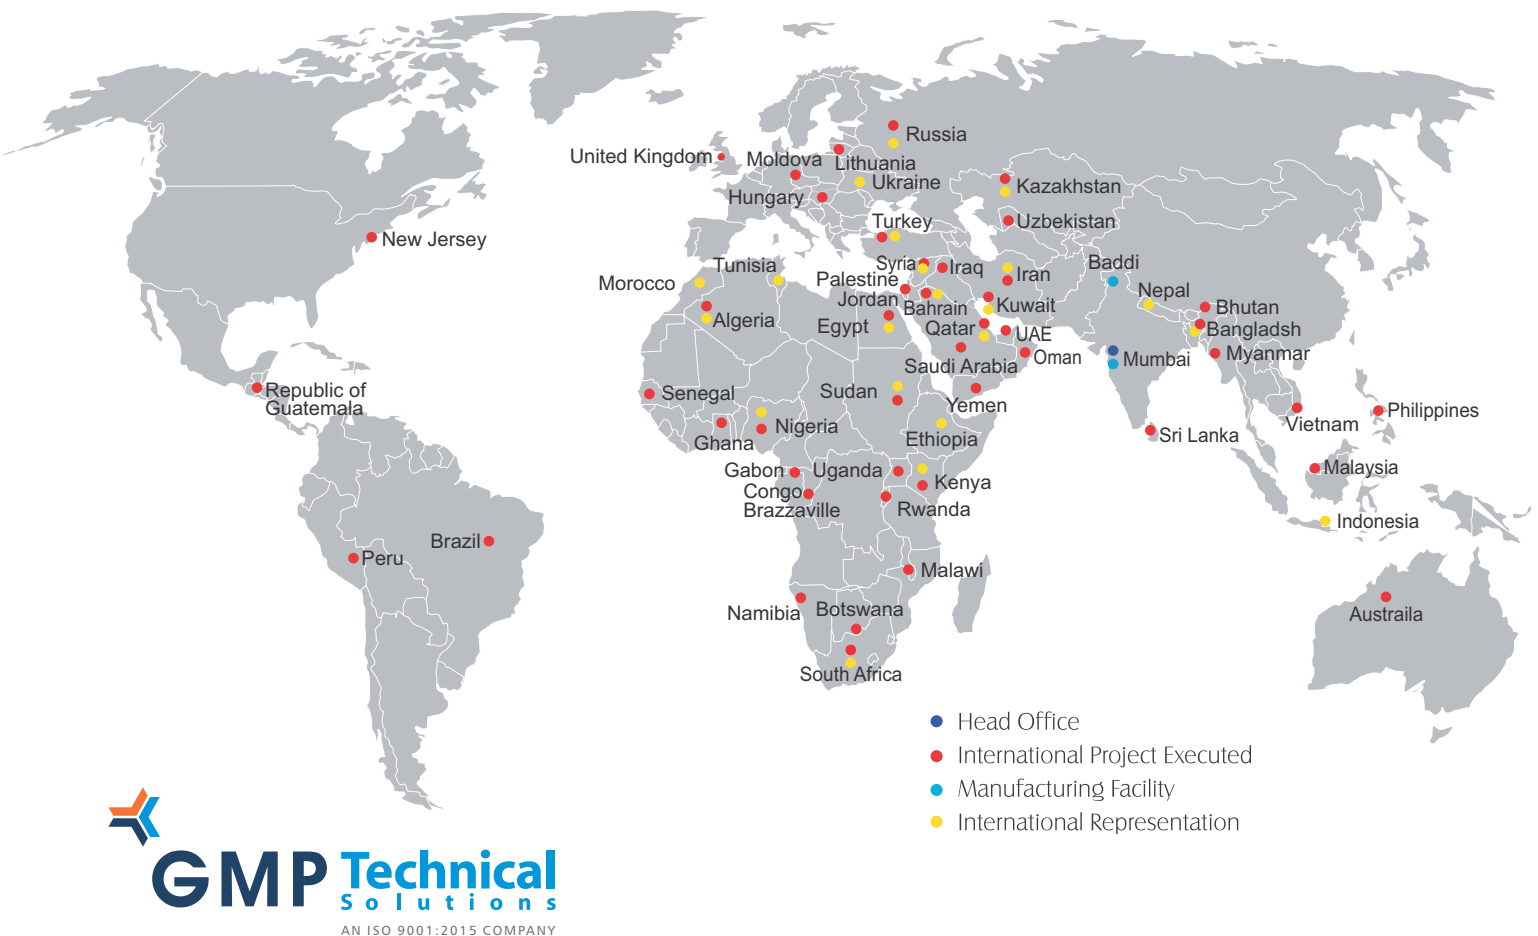 Russia
United Kingdom
Moldova
Lithuania
Ukraine
Kazakhstan
Hungary
Turkey
Uzbekistan
New Jersey
Baddi
Tunisia
Syria
Iraq
Iran
Morocco
Palestine
Nepal
Jordan
Bahrain
Kuwait
Bhutan
Algeria
Egypt
Qatar
UAE
Bangladsh
Saudi Arabia
Oman
Mumbai
Myanmar
Republic of
Guatemala
Senegal
Sudan
Yemen
Philippines
Nigeria
Vietnam
Ghana
Ethiopia
Sri Lanka
Gabon
Uganda
Malaysia
Congo
Brazzaville
Kenya
Rwanda
Indonesia
Brazil
Peru
Malawi
Namibia
Botswana
Austraila
South Africa
Head Office
International Project Executed
Manufacturing Facility
International Representation
GMP Technical
Solutions
AN ISO 9001:2015 COMPANY